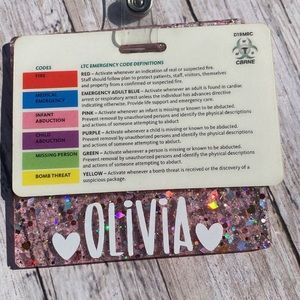 CODES LTC EMERGENCY CODE DEFINITIONS
D1BMRC
CBRNE
FIRE
RED – Activate whenever an indication of real or suspected fire.
Staff should follow plan to protect patients, staff, visitors, themselves
and property from a confirmed or suspected fire.
MEDICAL EMERGENCY
EMERGENCY ADULT BLUE – Activate whenever an adult is found in cardiac
arrest or respiratory arrest unless the individual has advances directive
indicating otherwise. Provide life support and emergency care.
INFANT ABDUCTION
PINK – Activate whenever an infant is missing or known to be abducted.
Prevent removal by unauthorized persons and identify the physical descriptions
and actions of someone attempting to abduct.
CHILD ABDUCTION
PURPLE – Activate whenever a child is missing or known to be abducted.
Prevent removal by unauthorized persons and identify the physical descriptions
and actions of someone attempting to abduct.
MISSING PERSON
GREEN – Activate whenever a person is missing or known to be abducted.
Prevent removal by unauthorized persons and identify the physical descriptions
and actions of someone attempting to abduct.
BOMB THREAT
YELLOW – Activate whenever a bomb threat is received or the discovery of a
suspicious package.
OLIVIA